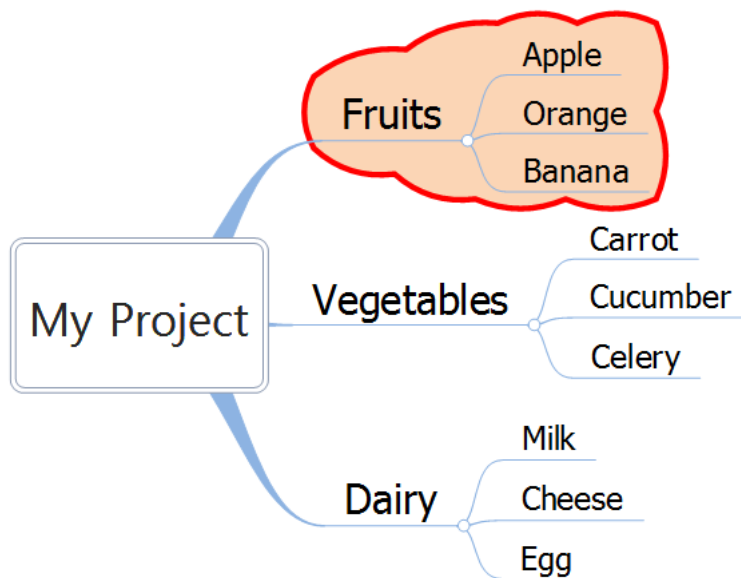 My Project
Fruits
Apple
Orange
Banana
Vegetables
Carrot
Cucumber
Celery
Dairy
Milk
Cheese
Egg